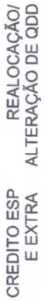 CREDITO ESP
E EXTRA
REALOCAÇÃO/
ALTERAÇÃO DE QDD